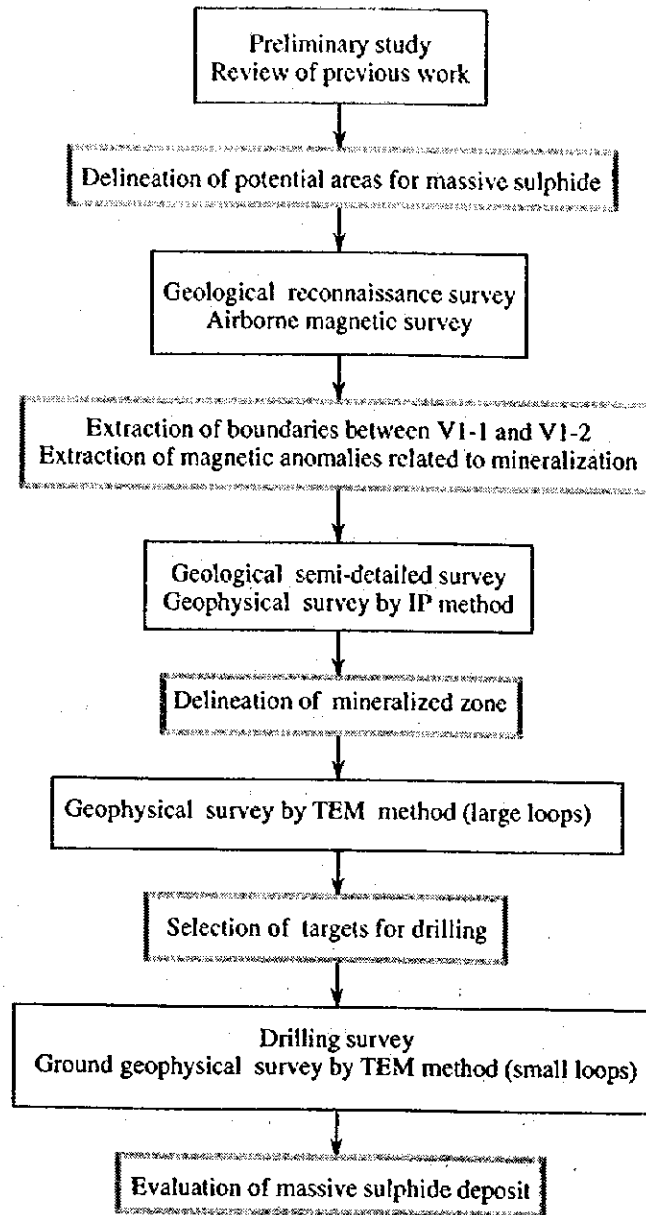 Preliminary study
Review of previous work
Delineation of potential areas for massive sulphide
Geological reconnaissance survey
Airborne magnetic survey
Extraction of boundaries between V1-1 and V1-2
Extraction of magnetic anomalies related to mineralization
Geological semi-detailed survey
Geophysical survey by IP method
Delineation of mineralized zone
Geophysical survey by TEM method (large loops)
Selection of targets for drilling
Drilling survey
Ground geophysical survey by TEM method (small loops)
Evaluation of massive sulphide deposit